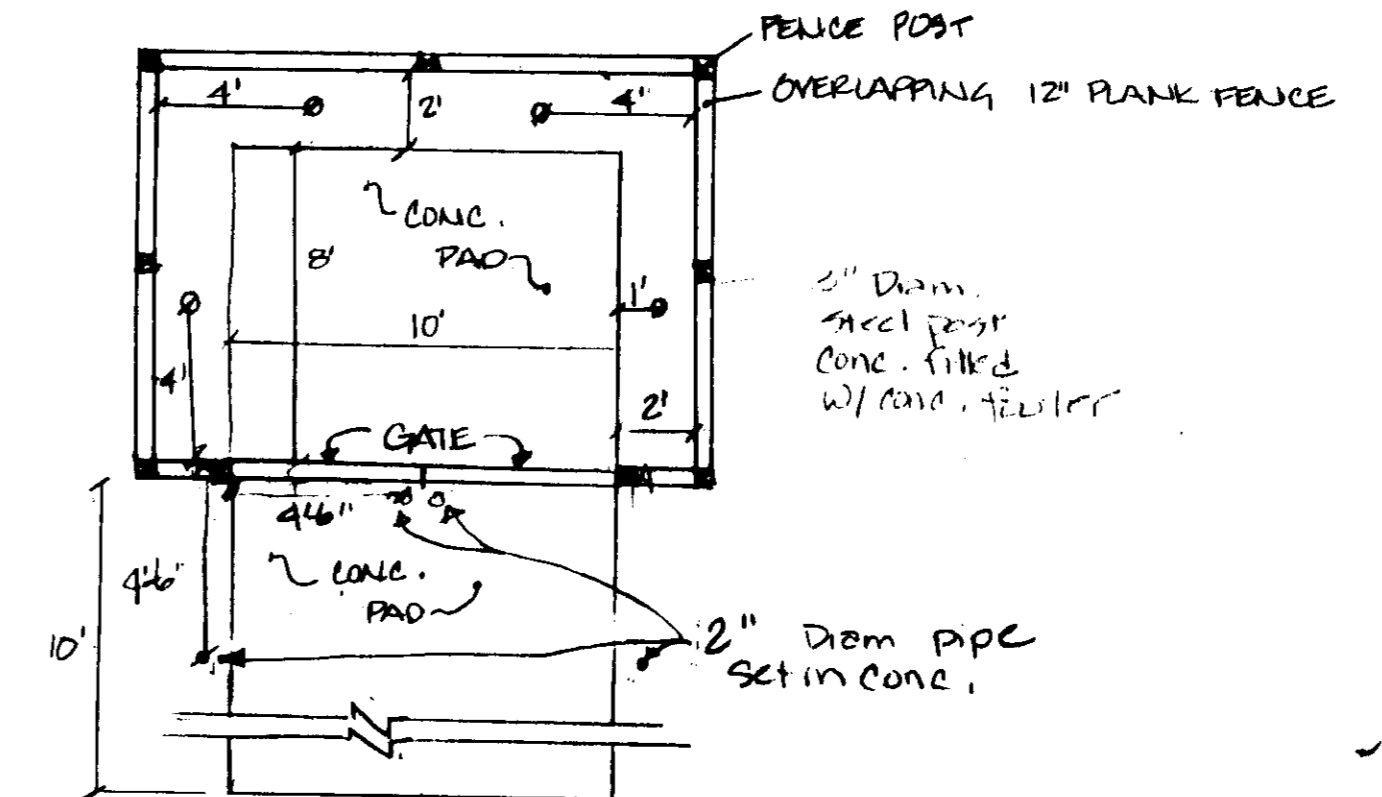 FENCE POST
OVERLAPPING 12" PLANK FENCE
4'
2'
4'
CONC.
PAD
8'
1'
10'
4'
2'
Diam.
Steel post
Conc. filled
W/ conc.
GATE
4'6"
4'6"
CONC.
PAD
10'
2" Diam pipe
Set in Conc.